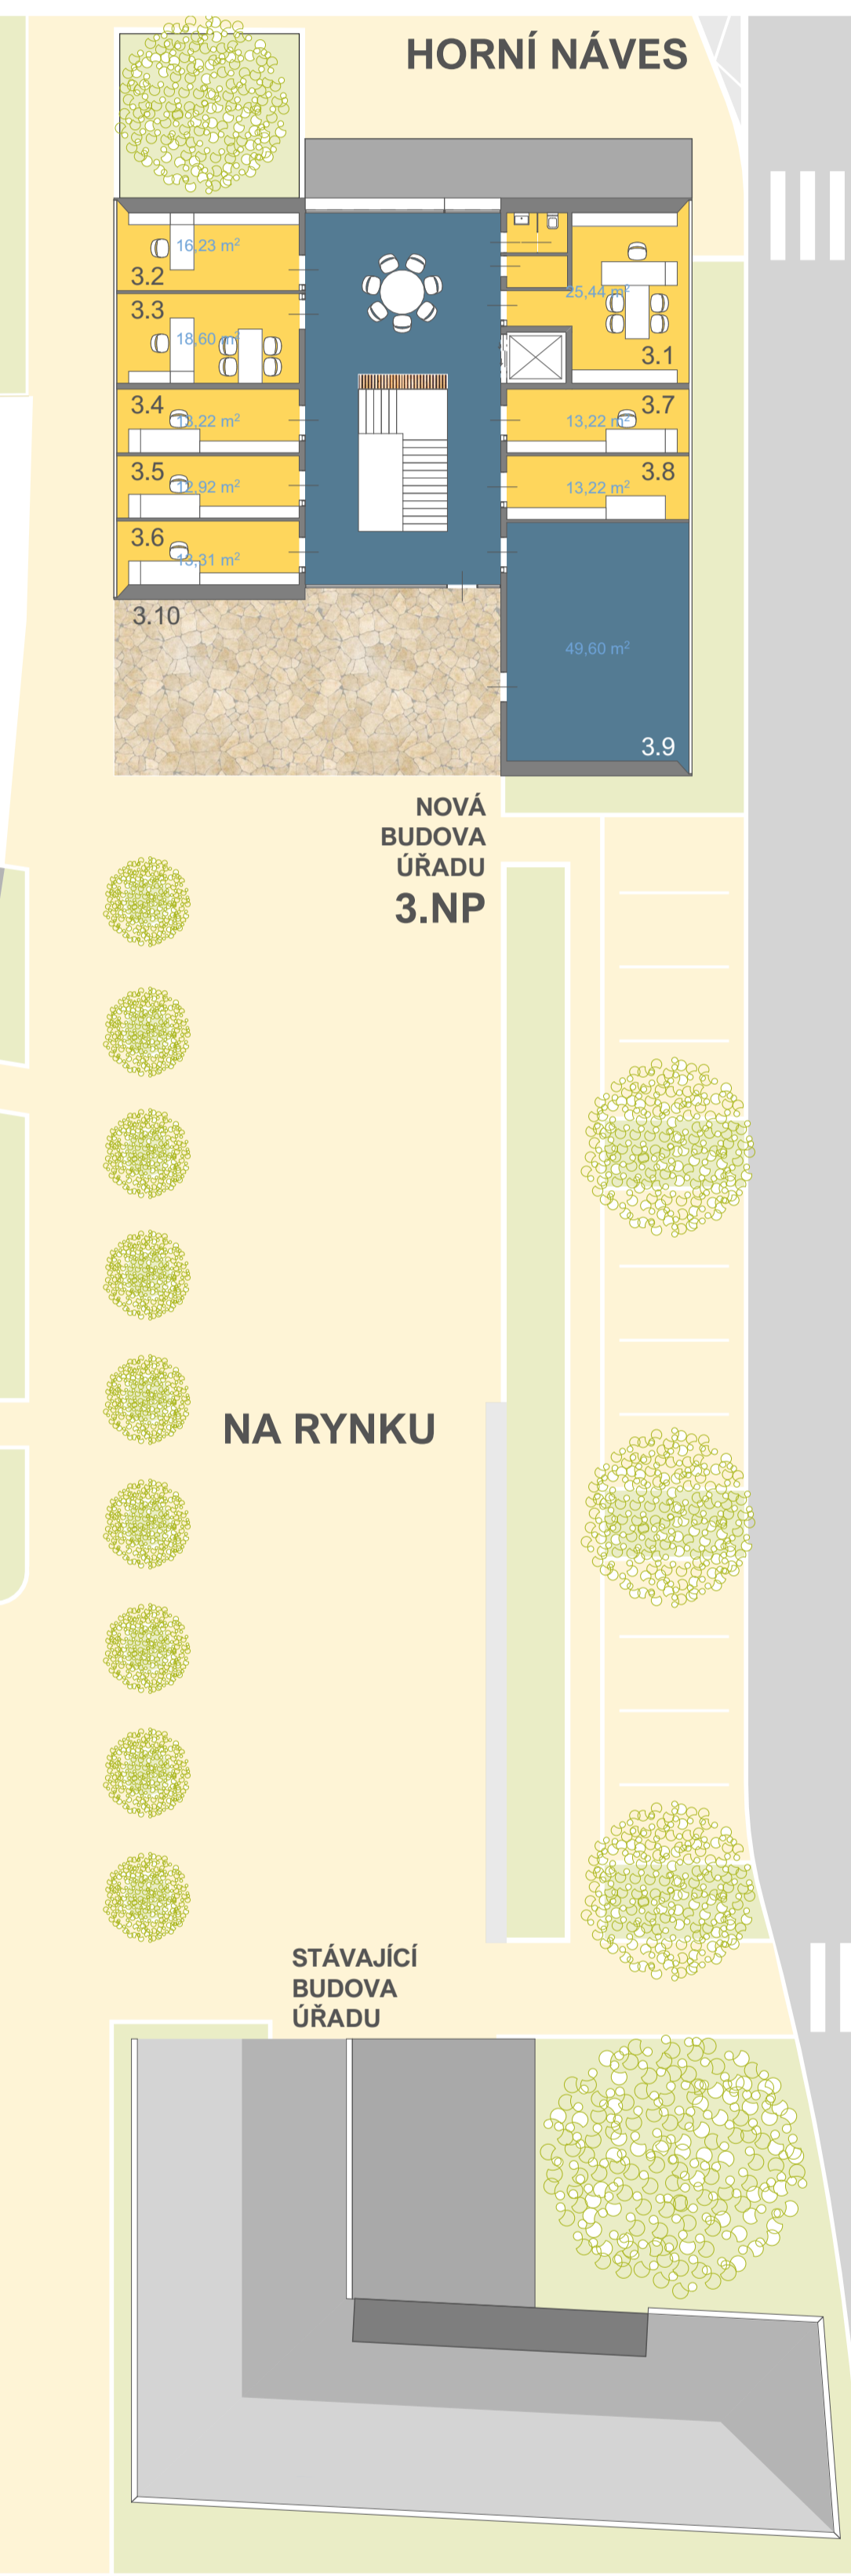 HORNÍ NÁVES
16,23 m²
3.2
3.3
18,60 m²
25,44 m²
3.1
3.4
13,22 m²
3.7
13,22 m²
3.5
12,92 m²
3.8
13,22 m²
3.6
13,31 m²
3.10
49,60 m²
3.9
NOVÁ
BUDOVA
ÚŘADU
3.NP
NA RYNKU
STÁVAJÍCÍ
BUDOVA
ÚŘADU